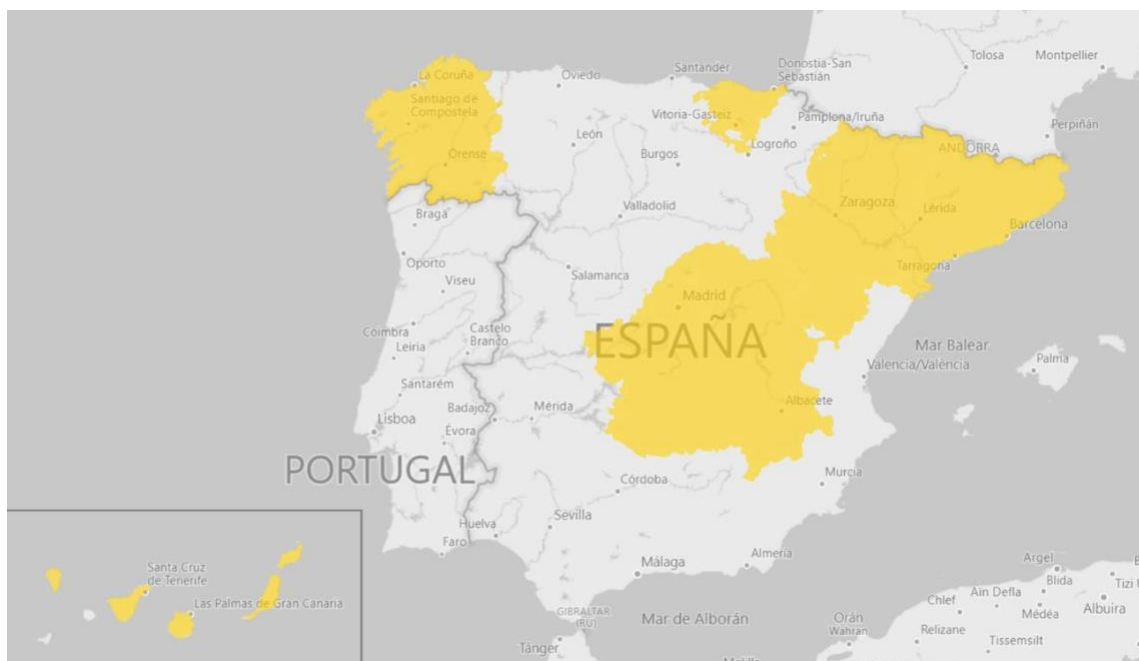 Tolosa
Montpellier
La Coruña
Oviedo
Santander
Donostia-San
Sebastián
Santiago de
Compostela
Vitoria-Gasteiz
Pamplona/Iruña
Perpiñán
León
Orense
Burgos
Logroño
ANDORRA
Braga
Valladolid
Zaragoza
Lérida
Barcelona
Oporto
Salamanca
Tarragona
Viseu
Madrid
Coimbra
Castelo
Branco
ESPAÑA
Mar Balear
Leiria
Valencia/València
Palma
Santarém
Badajoz
Mérida
Albacete
Lisboa
Évora
PORTUGAL
Murcia
Córdoba
Huelva
Sevilla
Faro
Almería
Málaga
Santa Cruz
de Tenerife
Las Palmas de Gran Canaria
GIBRALTAR
(RU)
Mar de Alborán
Tánger
Argel
Blida
Tizi
Chlef
Aïn Defla
Médéa
Albuira
Orán
Wahran
Relizane
Tissemsilt